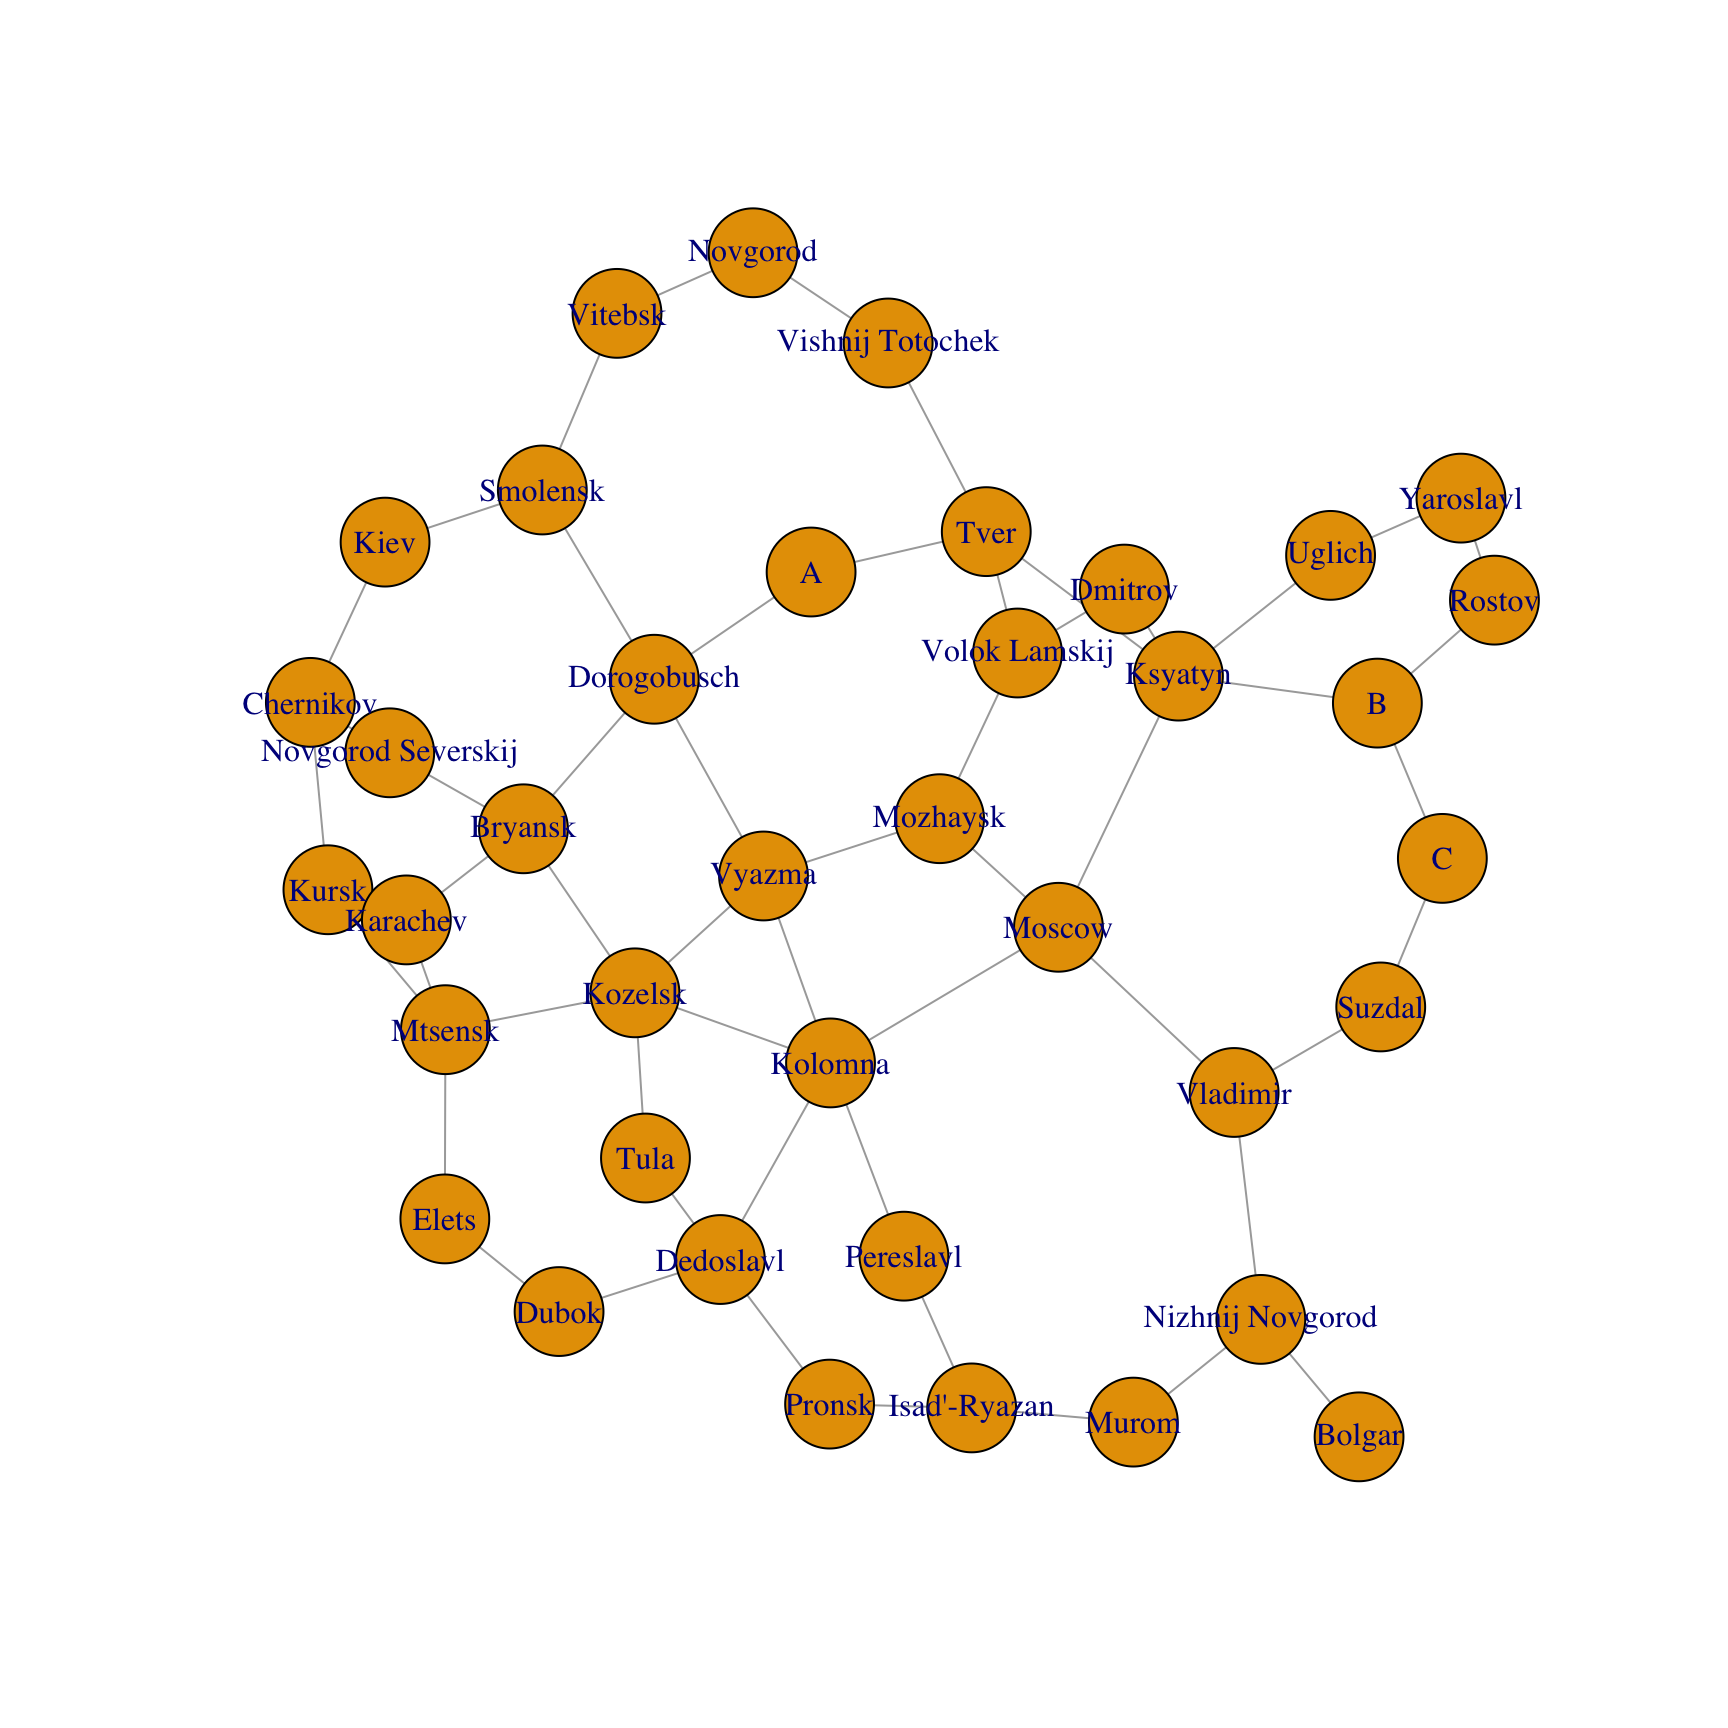 Novgorod
Vitebsk
Vishnij Totochek
Smolensk
Yaroslavl
Kiev
Tver
Uglich
A
Dmitrov
Rostov
Volok Lamskij
Dorogobusch
Ksyatyn
Chernikov
B
Novgorod Severskij
Mozhaysk
Bryansk
C
Vyazma
Kursk
Karachev
Moscow
Kozelsk
Suzdal
Mtsensk
Kolomna
Vladimir
Tula
Elets
Pereslavl
Dedoslavl
Dubok
Nizhnij Novgorod
Pronsk
Isad'-Ryazan
Murom
Bolgar